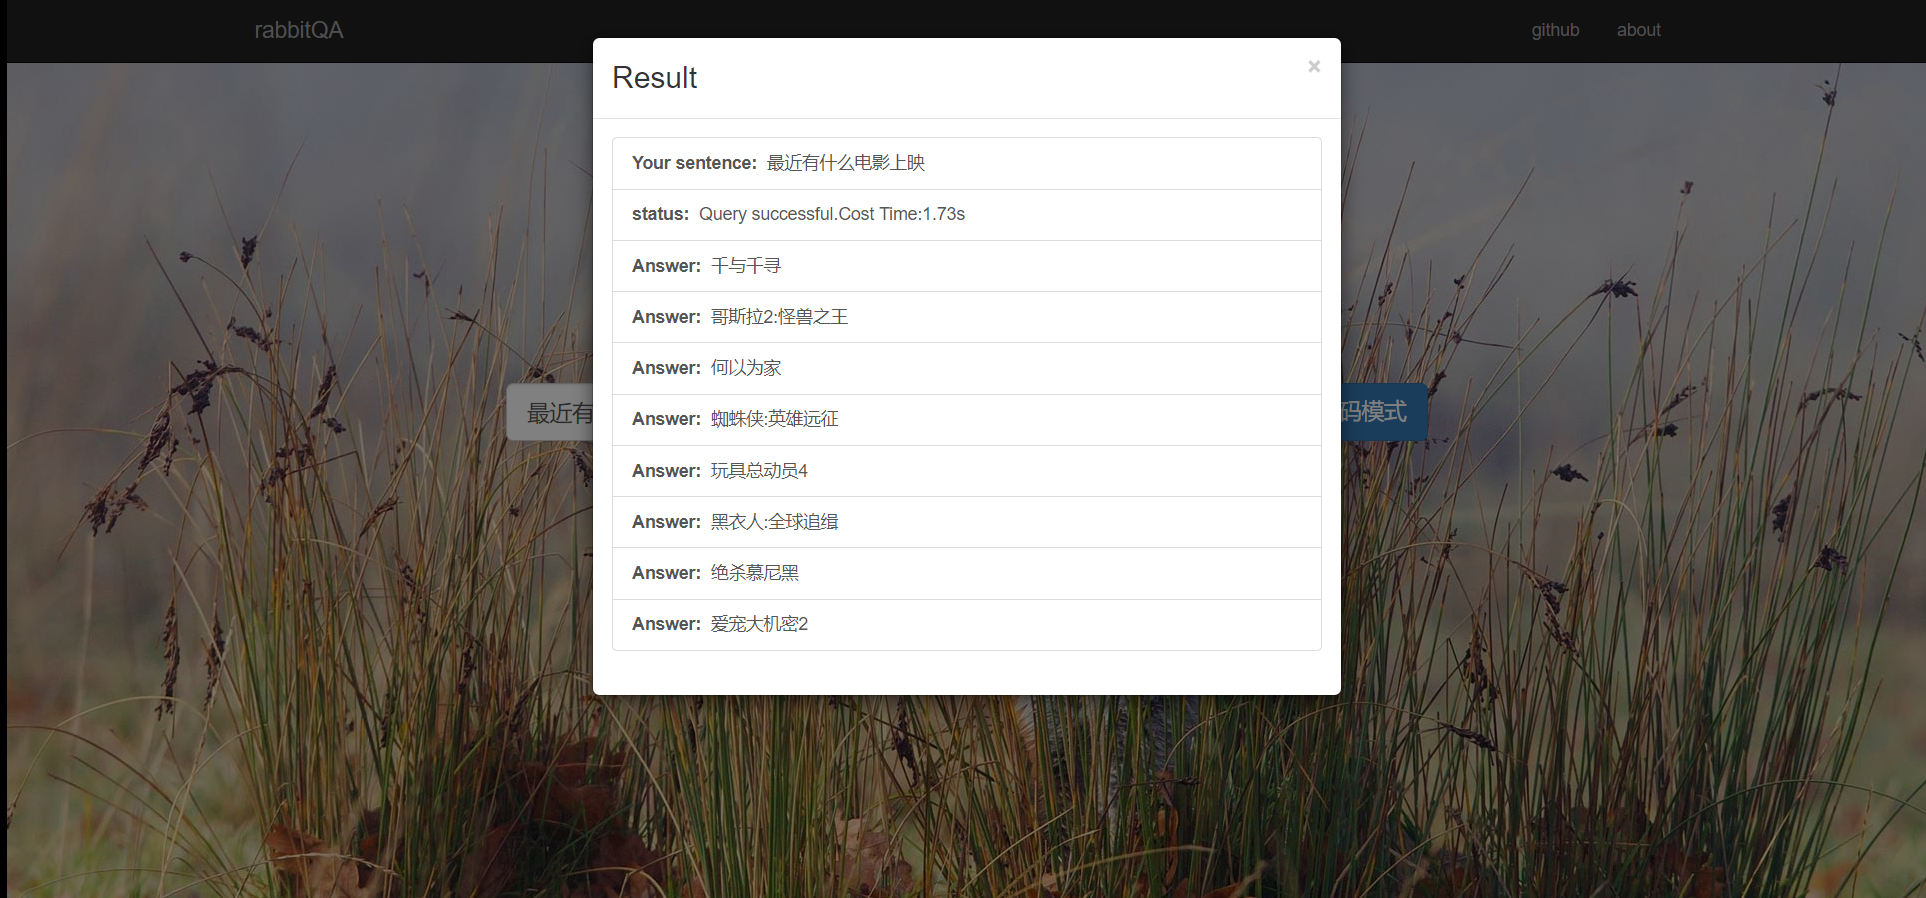 rabbitQA
github
about
Result
×
Your sentence: 最近有什么电影上映
status: Query successful.Cost Time:1.73s
Answer: 千与千寻
Answer: 哥斯拉2:怪兽之王
Answer: 何以为家
Answer: 蜘蛛侠:英雄远征
Answer: 玩具总动员4
Answer: 黑衣人:全球追缉
Answer: 绝杀慕尼黑
Answer: 爱宠大机密2
最近有
码模式